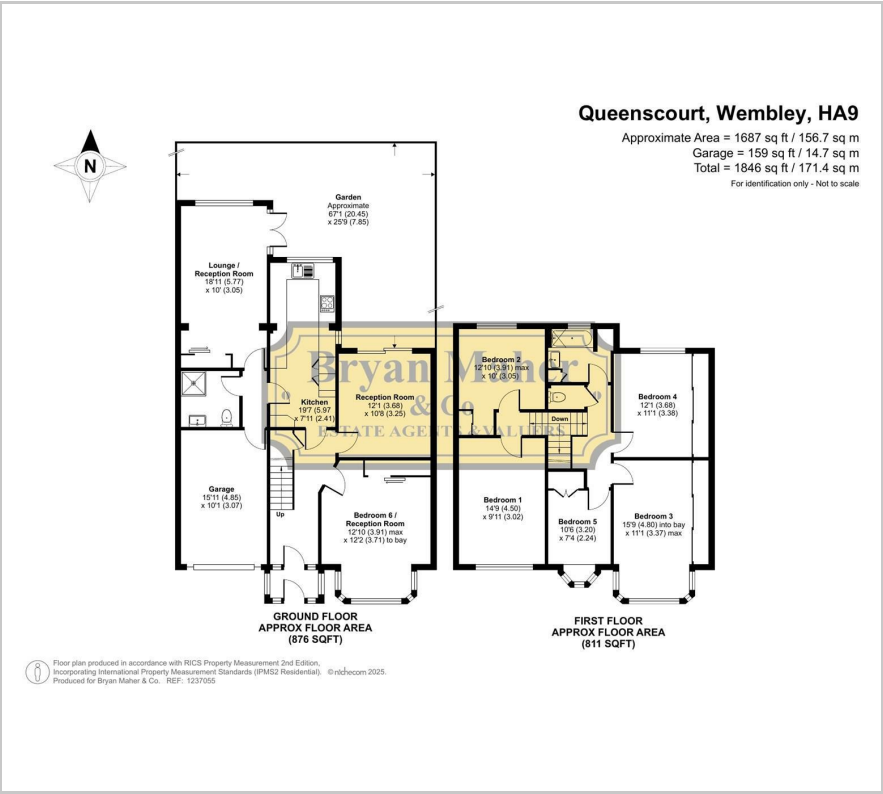 Queenscourt, Wembley, HA9
Approximate Area = 1687 sq ft / 156.7 sq m
Garage = 159 sq ft / 14.7 sq m
Total = 1846 sq ft / 171.4 sq m
For identification only - Not to scale
N
Garden
Approximate
67'1 (20.45)
x 25'9 (7.85)
Lounge /
Reception Room
18'11 (5.77)
x 10' (3.05)
Kitchen
19'7 (5.97
x 7'11 (2.41)
Reception Room
12'1 (3.68)
x 10'8 (3.25)
Garage
15'11 (4.85)
x 10'1 (3.07)
Up
Bedroom 6 /
Reception Room
12'10 (3.91) max
x 12'2 (3.71) to bay
GROUND FLOOR
APPROX FLOOR AREA
(876 SQFT)
Bedroom 2
12'10 (3.91) max
x 10' (3.05)
Down
Bedroom 4
12'1 (3.68)
x 11'1 (3.38)
Bedroom 1
14'9 (4.50)
x 9'11 (3.02)
Bedroom 5
10'6 (3.20)
x 7'4 (2.24)
Bedroom 3
15'9 (4.80) into bay
x 11'1 (3.37) max
FIRST FLOOR
APPROX FLOOR AREA
(811 SQFT)
Bryan Maher
& Co
ESTATE AGENTS & VALUERS
Floor plan produced in accordance with RICS Property Measurement 2nd Edition,
Incorporating International Property Measurement Standards (IPMS2 Residential). © nichecom 2025.
Produced for Bryan Maher & Co. REF: 1237055